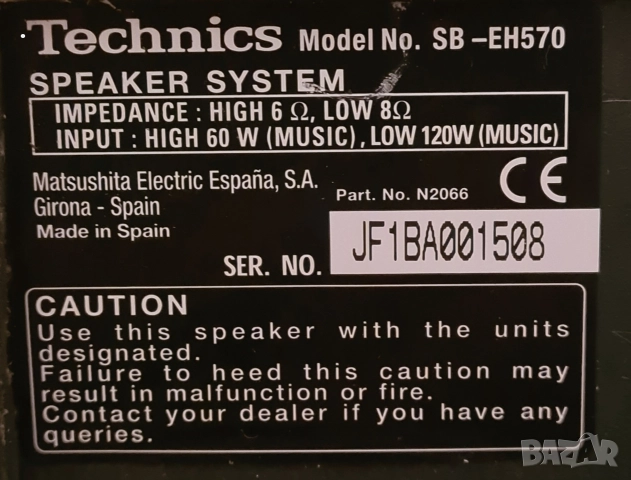 Technics Model No. SB –EH570
SPEAKER SYSTEM
IMPEDANCE : HIGH 6 Ω, LOW 8Ω
INPUT : HIGH 60 W (MUSIC) , LOW 120W (MUSIC)
Matsushita Electric España, S.A.
Girona - Spain
Made in Spain
Part. No. N2066
CE
SER. NO. JF1BA001508
CAUTION
Use this speaker with the units
designated.
Failure to heed this caution may
result in malfunction or fire.
Contact your dealer if you have any
queries.
BAZAR